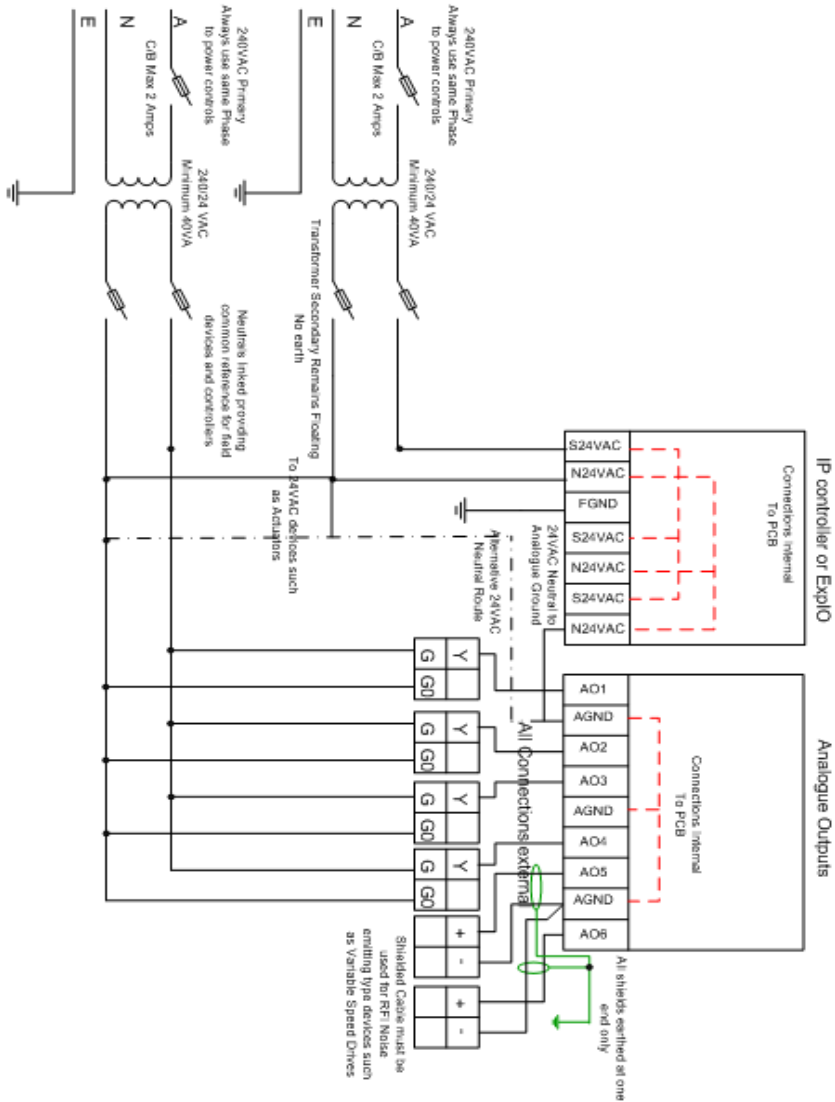 IP controller or ExpIO
Connections Internal
To PCB
S24VAC
N24VAC
FGND
S24VAC
N24VAC
S24VAC
N24VAC
Analogue Outputs
Connections Internal
To PCB
AO1
AGND
AO2
AO3
AGND
AO4
AO5
AGND
AO6
All shields earthed at one
end only
240VAC Primary
Always use same Phase
to power controls
A
C/B Max 2 Amps
N
E
240/24 VAC
Minimum 40VA
Transformer Secondary Remains Floating
No earth
24VAC Neutral to
Analogue Ground
Alternative 24VAC
Neutral Route
To 24VAC devices such
as Actuators
All Connections external
Y
G
G0
Y
G
G0
Y
G
G0
Y
G
G0
+
-
+
-
Shielded Cable must be
used for RFI Noise
emitting type devices such
as Variable Speed Drives
240VAC Primary
Always use same Phase
to power controls
A
C/B Max 2 Amps
N
E
240/24 VAC
Minimum 40VA
Neutrals linked providing
common reference for field
devices and controllers